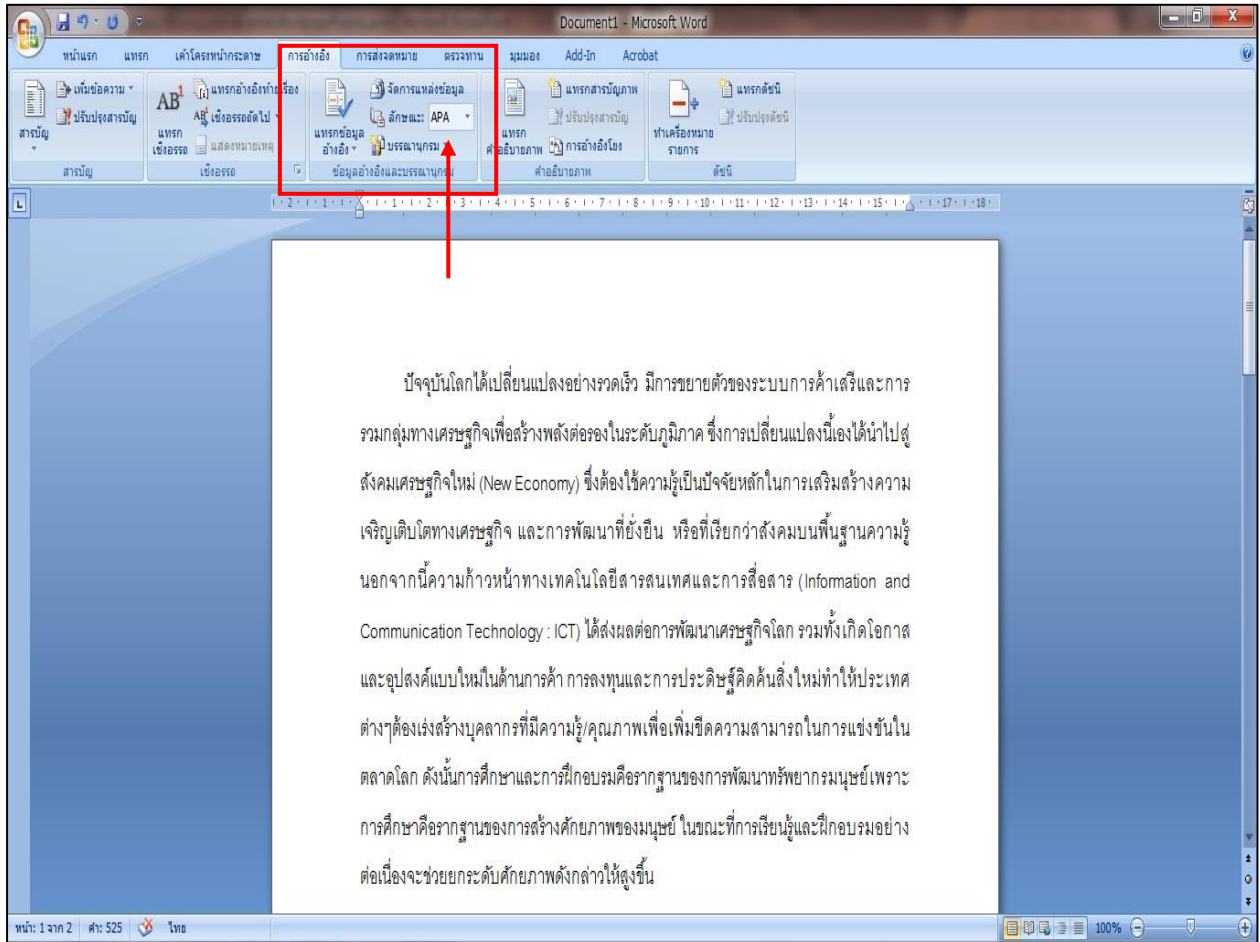 Document1 - Microsoft Word
หน้าแรก แทรก เค้าโครงหน้ากระดาษ การอ้างอิง การส่งจดหมาย ตรวจทาน มุมมอง Add-In Acrobat
สารบัญ
เพิ่มข้อความ
ปรับปรุงสารบัญ
สารบัญ
AB1
แทรกเชิงอรรถ
แทรกอ้างอิงท้ายเรื่อง
เชิงอรรถถัดไป
แสดงหมายเหตุ
เชิงอรรถ
แทรกข้อมูล
อ้างอิง
จัดการแหล่งข้อมูล
ลักษณะ: APA
บรรณานุกรม
ข้อมูลอ้างอิงและบรรณานุกรม
แทรก
คำอธิบายภาพ
แทรกสารบัญภาพ
ปรับปรุงสารบัญ
การอ้างอิงโยง
คำอธิบายภาพ
ทำเครื่องหมาย
รายการ
แทรกดัชนี
ปรับปรุงดัชนี
ดัชนี
2 1 1 2 3 4 5 6 7 8 9 10 11 12 13 14 15 17 18
ปัจจุบันโลกได้เปลี่ยนแปลงอย่างรวดเร็ว มีการขยายตัวของระบบการค้าเสรีและการ
รวมกลุ่มทางเศรษฐกิจเพื่อสร้างพลังต่อรองในระดับภูมิภาค ซึ่งการเปลี่ยนแปลงนี้เองได้นำไปสู่
สังคมเศรษฐกิจใหม่ (New Economy) ซึ่งต้องใช้ความรู้เป็นปัจจัยหลักในการเสริมสร้างความ
เจริญเติบโตทางเศรษฐกิจ และการพัฒนาที่ยั่งยืน หรือที่เรียกว่าสังคมบนพื้นฐานความรู้
นอกจากนี้ความก้าวหน้าทางเทคโนโลยีสารสนเทศและการสื่อสาร (Information and
Communication Technology : ICT) ได้ส่งผลต่อการพัฒนาเศรษฐกิจโลก รวมทั้งเกิดโอกาส
และอุปสงค์แบบใหม่ในด้านการค้า การลงทุนและการประดิษฐ์คิดค้นสิ่งใหม่ทำให้ประเทศ
ต่างๆต้องเร่งสร้างบุคลากรที่มีความรู้/คุณภาพเพื่อเพิ่มขีดความสามารถในการแข่งขันใน
ตลาดโลก ดังนั้นการศึกษาและการฝึกอบรมคือรากฐานของการพัฒนาทรัพยากรมนุษย์เพราะ
การศึกษาคือรากฐานของการสร้างศักยภาพของมนุษย์ ในขณะที่การเรียนรู้และฝึกอบรมอย่าง
ต่อเนื่องจะช่วยยกระดับศักยภาพดังกล่าวให้สูงขึ้น
หน้า: 1 จาก 2 คำ: 525 ไทย 100%